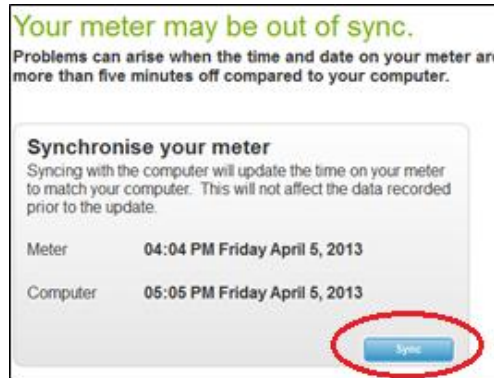 Your meter may be out of sync.
Problems can arise when the time and date on your meter are
more than five minutes off compared to your computer.
Synchronise your meter
Syncing with the computer will update the time on your meter
to match your computer. This will not affect the data recorded
prior to the update.
Meter 04:04 PM Friday April 5, 2013
Computer 05:05 PM Friday April 5, 2013
Sync